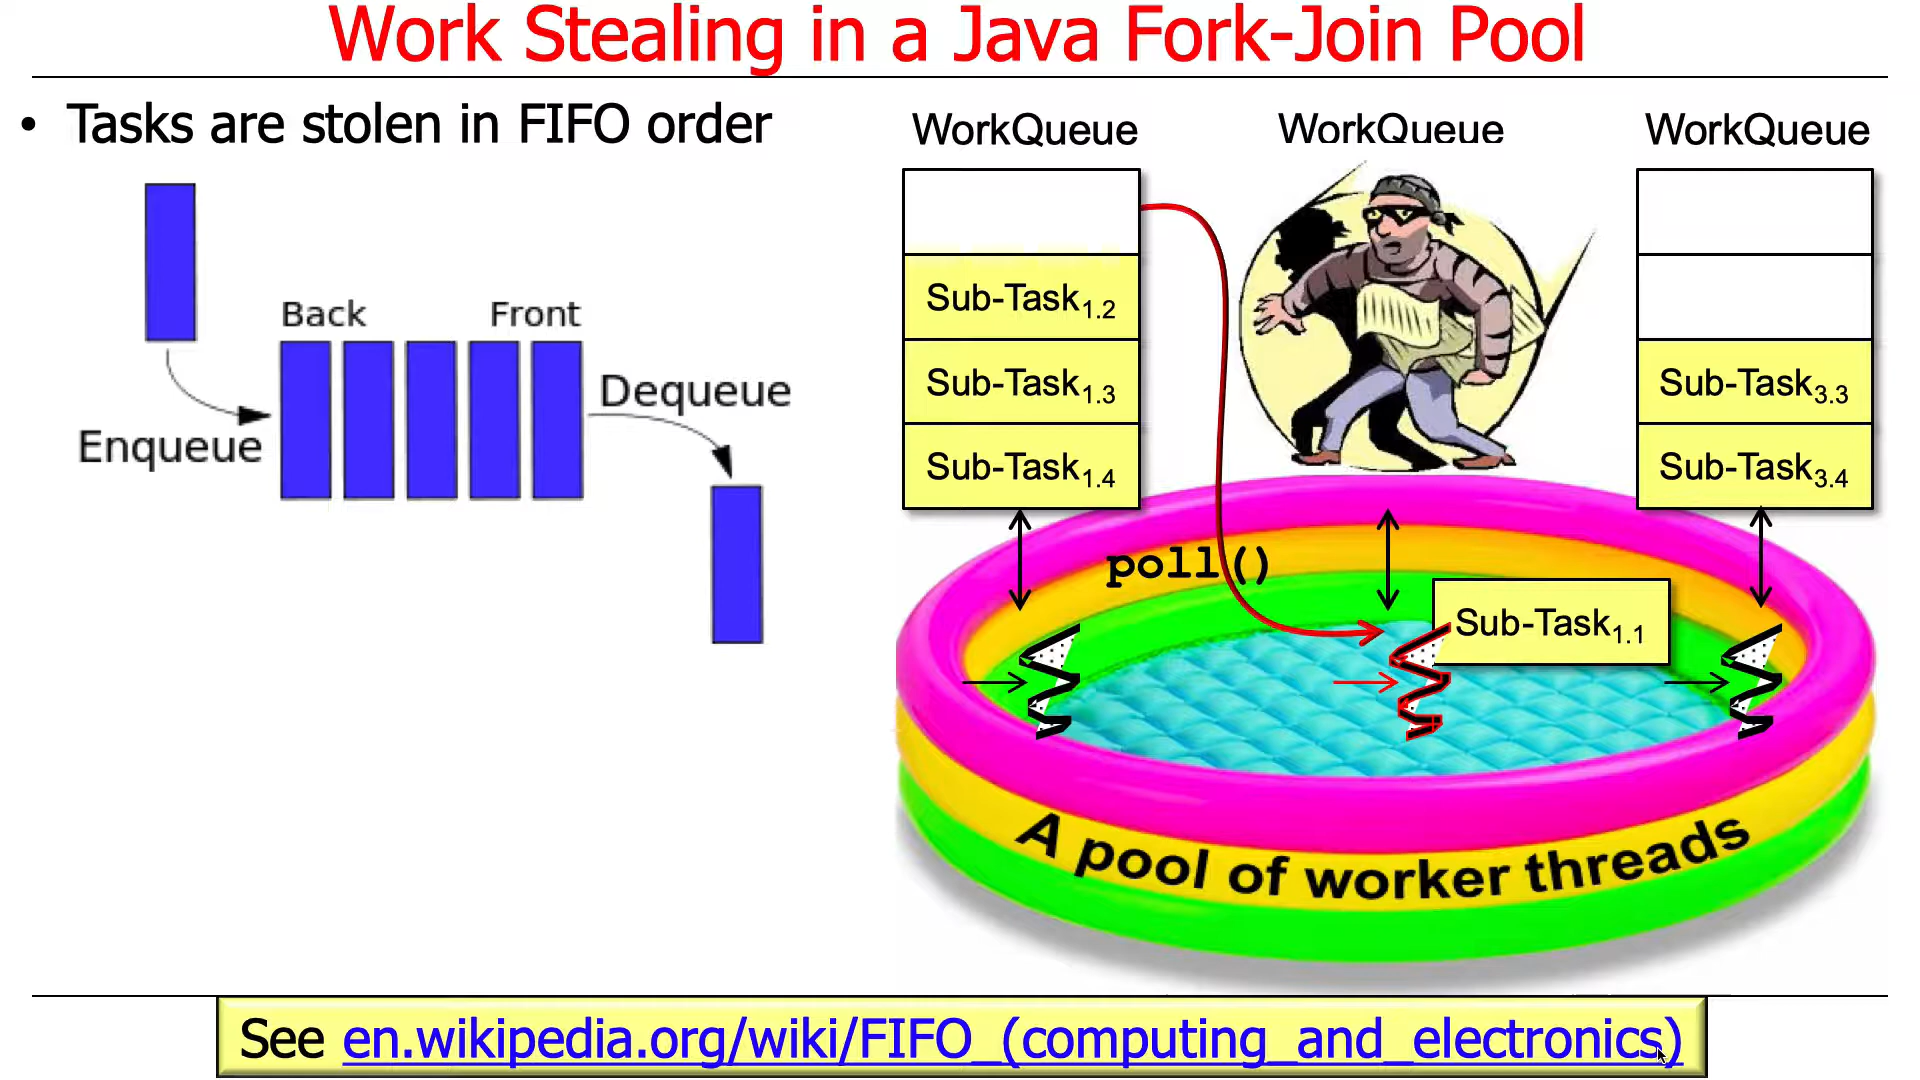 Work Stealing in a Java Fork-Join Pool
• Tasks are stolen in FIFO order
Back
Front
Enqueue
Dequeue
WorkQueue
WorkQueue
WorkQueue
Sub-Task1.2
Sub-Task1.3
Sub-Task1.4
Sub-Task3.3
Sub-Task3.4
poll()
Sub-Task1.1
A pool of worker threads
See en.wikipedia.org/wiki/FIFO_(computing_and_electronics)